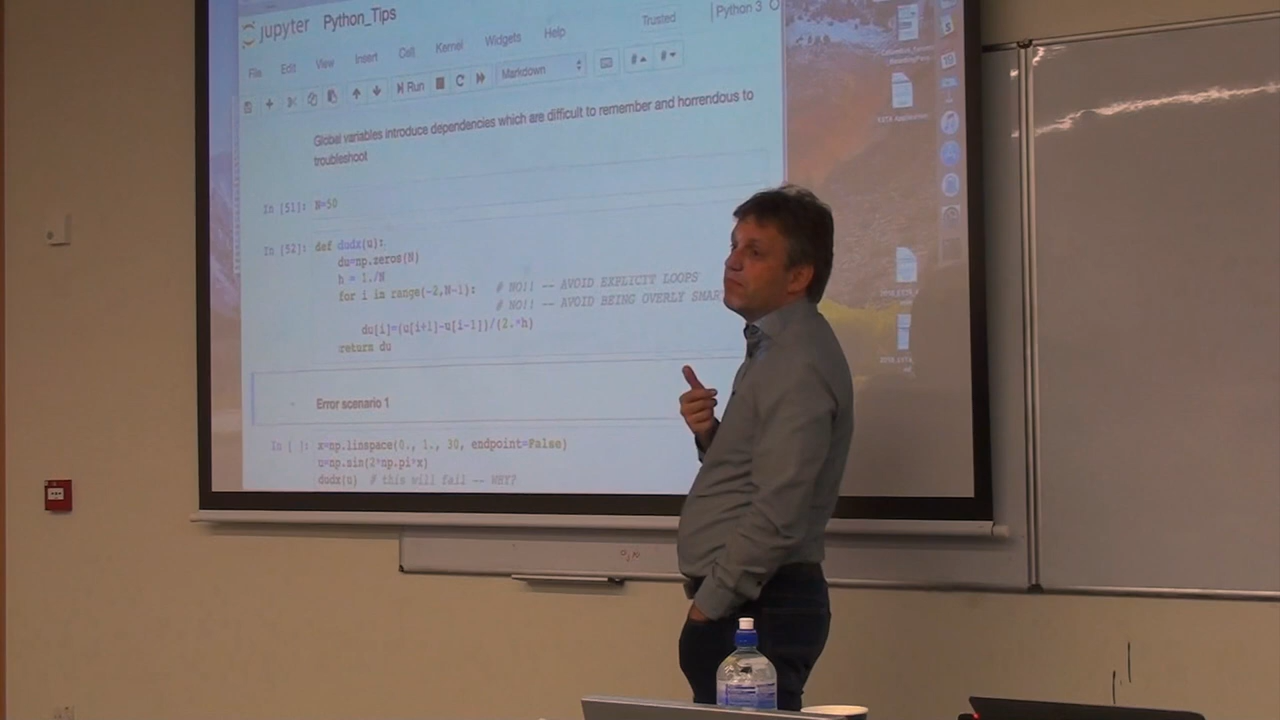 jupyter Python_Tips
Trusted
Python 3
File Edit View Insert Cell Kernel Widgets Help
Run
Markdown
Global variables introduce dependencies which are difficult to remember and horrendous to
troubleshoot
In [51]: N=50
In [52]: def dudx(u):
du=np.zeros(N)
h = 1./N
for i in range(-2,N-1): # NO!! -- AVOID EXPLICIT LOOPS
# NO!! -- AVOID BEING OVERLY SMAR
du[i]=(u[i+1]-u[i-1])/(2.*h)
return du
Error scenario 1
In [ ]: x=np.linspace(0., 1., 30, endpoint=False)
u=np.sin(2*np.pi*x)
dudx(u) # this will fail -- WHY?